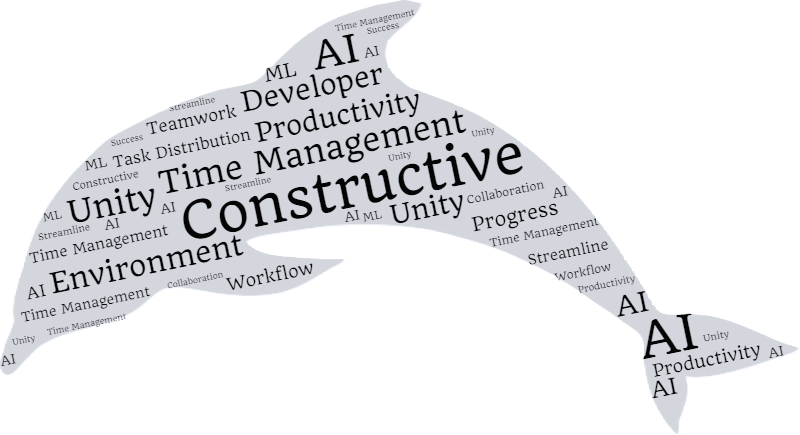 Time Management
Success
AI
AI
ML
Developer
Streamline
Teamwork
Productivity
Success
Task Distribution
ML
Time Management
Unity
Constructive
Unity
Streamline
Constructive
Unity
ML
AI
AI
Streamline
AI
ML
Unity
Collaboration
AI
Progress
Time Management
Time Management
Environment
AI
Streamline
Workflow
Productivity
Collaboration
Workflow
Time Management
Time Management
Unity
AI
AI
AI
Unity
Productivity
AI
AI